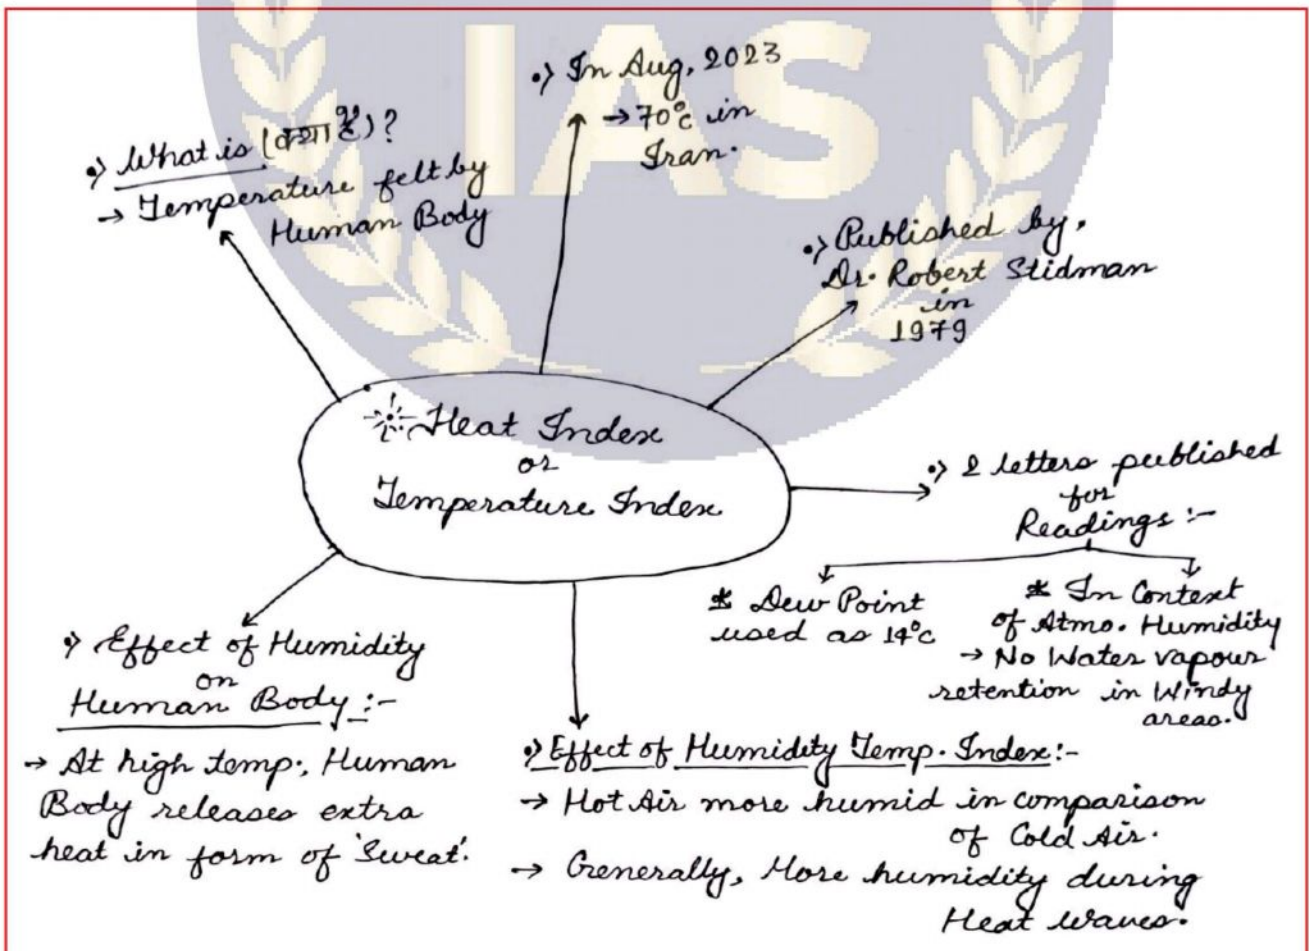 IAS
•) In Aug, 2023
→ 70°c in
Iran.
•) What is (क्या है)?
→ Temperature felt by
Human Body
•) Published by,
Dr. Robert Stidman
in
1979
Heat Index
or
Temperature Index
•) 2 letters published
for
Readings :-
* Dew Point
used as 14°c
* In Context
of Atmo. Humidity
→ No Water vapour
retention in Windy
areas.
•) Effect of Humidity
on
Human Body :-
→ At high temp., Human
Body releases extra
heat in form of 'Sweat'.
•) Effect of Humidity Temp. Index :-
→ Hot Air more humid in comparison
of Cold Air.
→ Generally, More humidity during
Heat Waves.